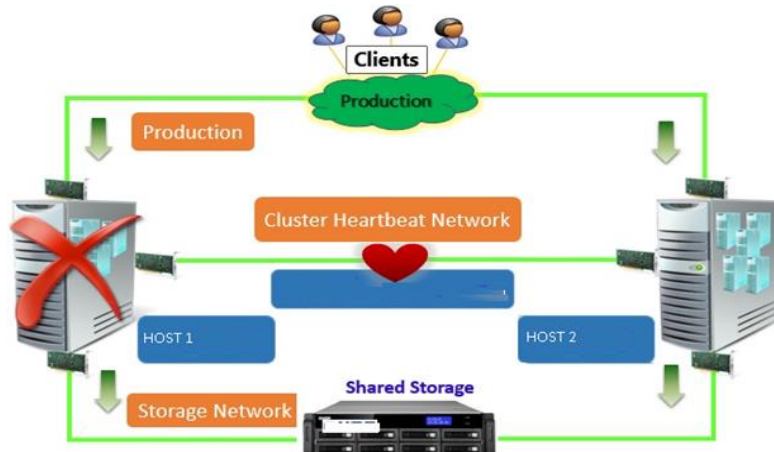 Clients
Production
Production
Cluster Heartbeat Network
HOST 1
HOST 2
Shared Storage
Storage Network